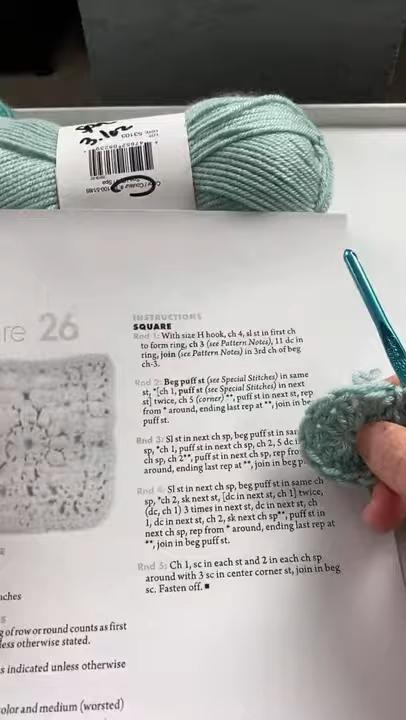 re 26
INSTRUCTIONS
SQUARE
Rnd 1: With size H hook, ch 4, sl st in first ch
to form ring, ch 3 (see Pattern Notes), 11 dc in
ring, join (see Pattern Notes) in 3rd ch of beg
ch-3.
Rnd 2: Beg puff st (see Special Stitches) in same
st, *[ch 1, puff st (see Special Stitches) in next
st] twice, ch 5 (corner)**, puff st in next st, rep
from * around, ending last rep at **, join in be
puff st.
Rnd 3: Sl st in next ch sp, beg puff st in sa
sp, *ch 1, puff st in next ch sp, ch 2, 5 dc i
ch sp, ch 2**, puff st in next ch sp, rep fro
around, ending last rep at **, join in beg p
Rnd 4: Sl st in next ch sp, beg puff st in same ch
sp, *ch 2, sk next st, [dc in next st, ch 1] twice,
(dc, ch 1) 3 times in next st, dc in next st, ch
1, dc in next st, ch 2, sk next ch sp**, puff st in
next ch sp, rep from * around, ending last rep at
**, join in beg puff st.
Rnd 5: Ch 1, sc in each st and 2 in each ch sp
around with 3 sc in center corner st, join in beg
sc. Fasten off. ■
nches
g of row or round counts as first
less otherwise stated.
s indicated unless otherwise
olor and medium (worsted)